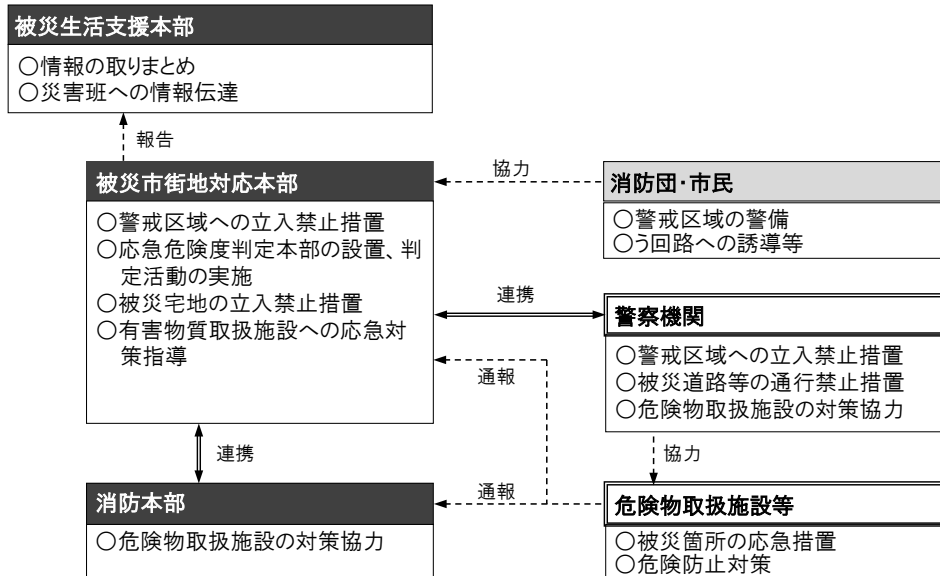 被災生活支援本部
○情報の取りまとめ
○災害班への情報伝達
報告
被災市街地対応本部
○警戒区域への立入禁止措置
○応急危険度判定本部の設置、判
定活動の実施
○被災宅地の立入禁止措置
○有害物質取扱施設への応急対
策指導
協力
消防団・市民
○警戒区域の警備
○う回路への誘導等
連携
警察機関
○警戒区域への立入禁止措置
○被災道路等の通行禁止措置
○危険物取扱施設の対策協力
通報
連携
協力
消防本部
○危険物取扱施設の対策協力
通報
危険物取扱施設等
○被災箇所の応急措置
○危険防止対策